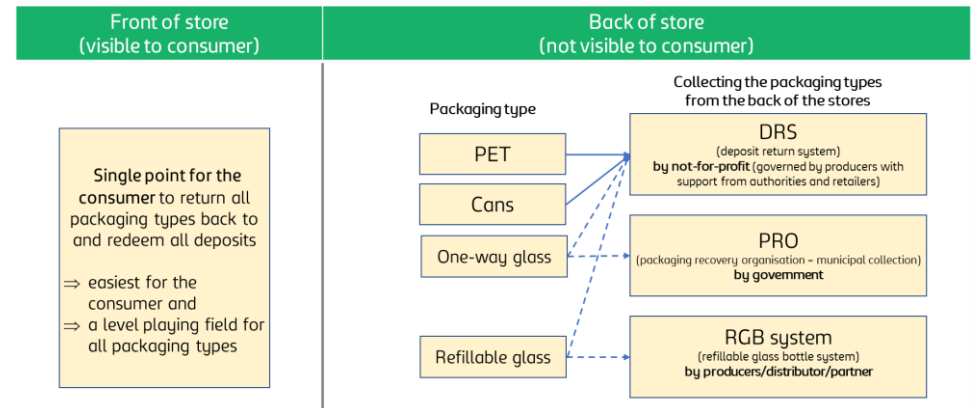 Front of store
(visible to consumer)
Back of store
(not visible to consumer)
Single point for the
consumer to return all
packaging types back to
and redeem all deposits
⇒ easiest for the
consumer and
⇒ a level playing field for
all packaging types
Packaging type
PET
Cans
One-way glass
Refillable glass
Collecting the packaging types
from the back of the stores
DRS
(deposit return system)
by not-for-profit (governed by producers with
support from authorities and retailers)
PRO
(packaging recovery organisation – municipal collection)
by government
RGB system
(refillable glass bottle system)
by producers/distributor/partner